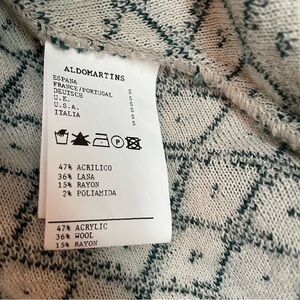 ALDOMARTINS
ESPAÑA S
FRANCE/PORTUGAL S
DEUTSCH S
U.K. S
U.S.A. S
ITALIA S
P
47% ACRILICO
36% LANA
15% RAYON
2% POLIAMIDA
47% ACRYLIC
36% WOOL
15% RAYON